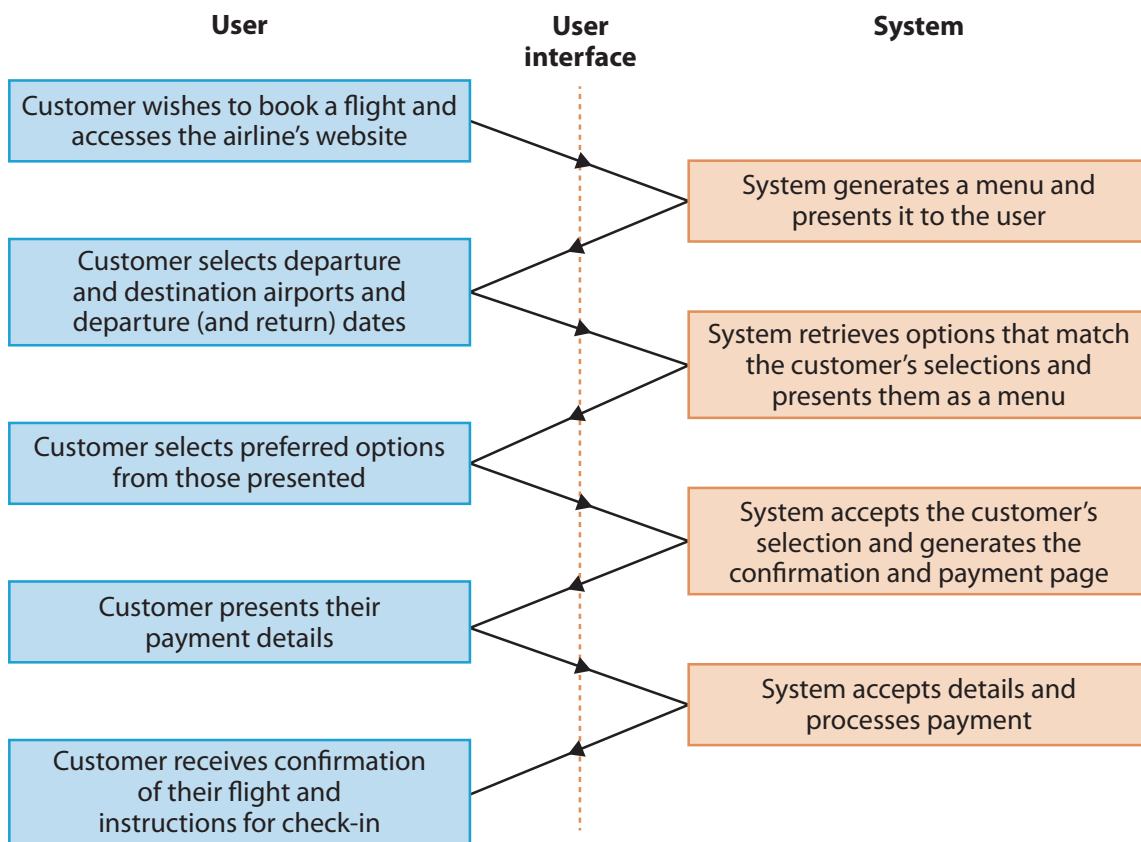 User
User
interface
System
Customer wishes to book a flight and
accesses the airline’s website
System generates a menu and
presents it to the user
Customer selects departure
and destination airports and
departure (and return) dates
System retrieves options that match
the customer’s selections and
presents them as a menu
Customer selects preferred options
from those presented
System accepts the customer’s
selection and generates the
confirmation and payment page
Customer presents their
payment details
System accepts details and
processes payment
Customer receives confirmation
of their flight and
instructions for check-in